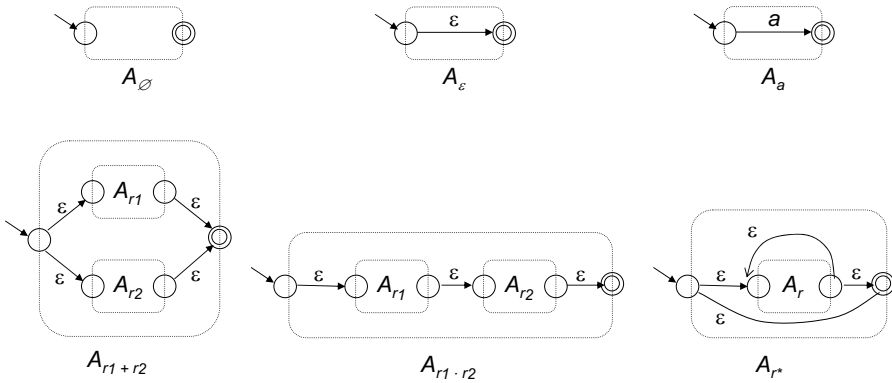 ε
a
A∅
Aε
Aa
ε Ar1 ε
ε Ar2 ε
Ar1 + r2
ε Ar1 ε Ar2 ε
Ar1 · r2
ε
ε Ar ε
ε
Ar*